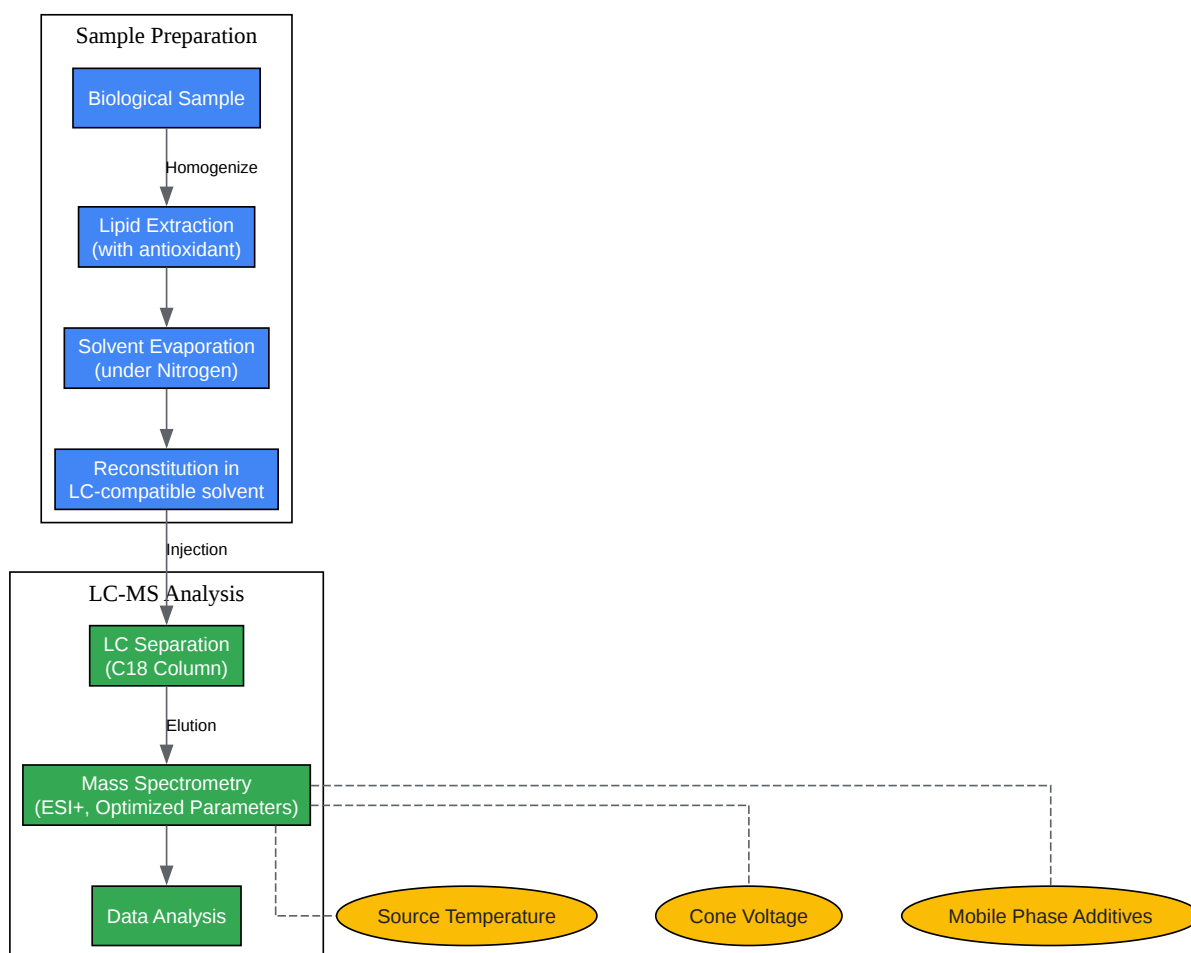 Sample Preparation
Biological Sample
Homogenize
Lipid Extraction
(with antioxidant)
Solvent Evaporation
(under Nitrogen)
Reconstitution in
LC-compatible solvent
Injection
LC-MS Analysis
LC Separation
(C18 Column)
Elution
Mass Spectrometry
(ESI+, Optimized Parameters)
Data Analysis
Source Temperature
Cone Voltage
Mobile Phase Additives